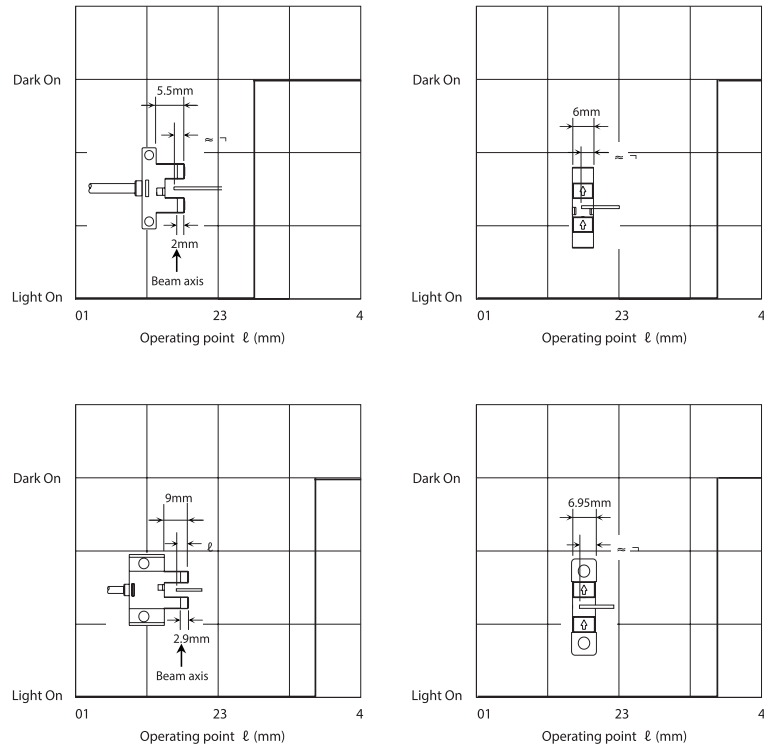 Dark On
5.5mm
2mm
Beam axis
Light On
01 23 4
Operating point ℓ (mm)
Dark On
6mm
Light On
01 23 4
Operating point ℓ (mm)
Dark On
9mm
ℓ
2.9mm
Beam axis
Light On
01 23 4
Operating point ℓ (mm)
Dark On
6.95mm
Light On
01 23 4
Operating point ℓ (mm)